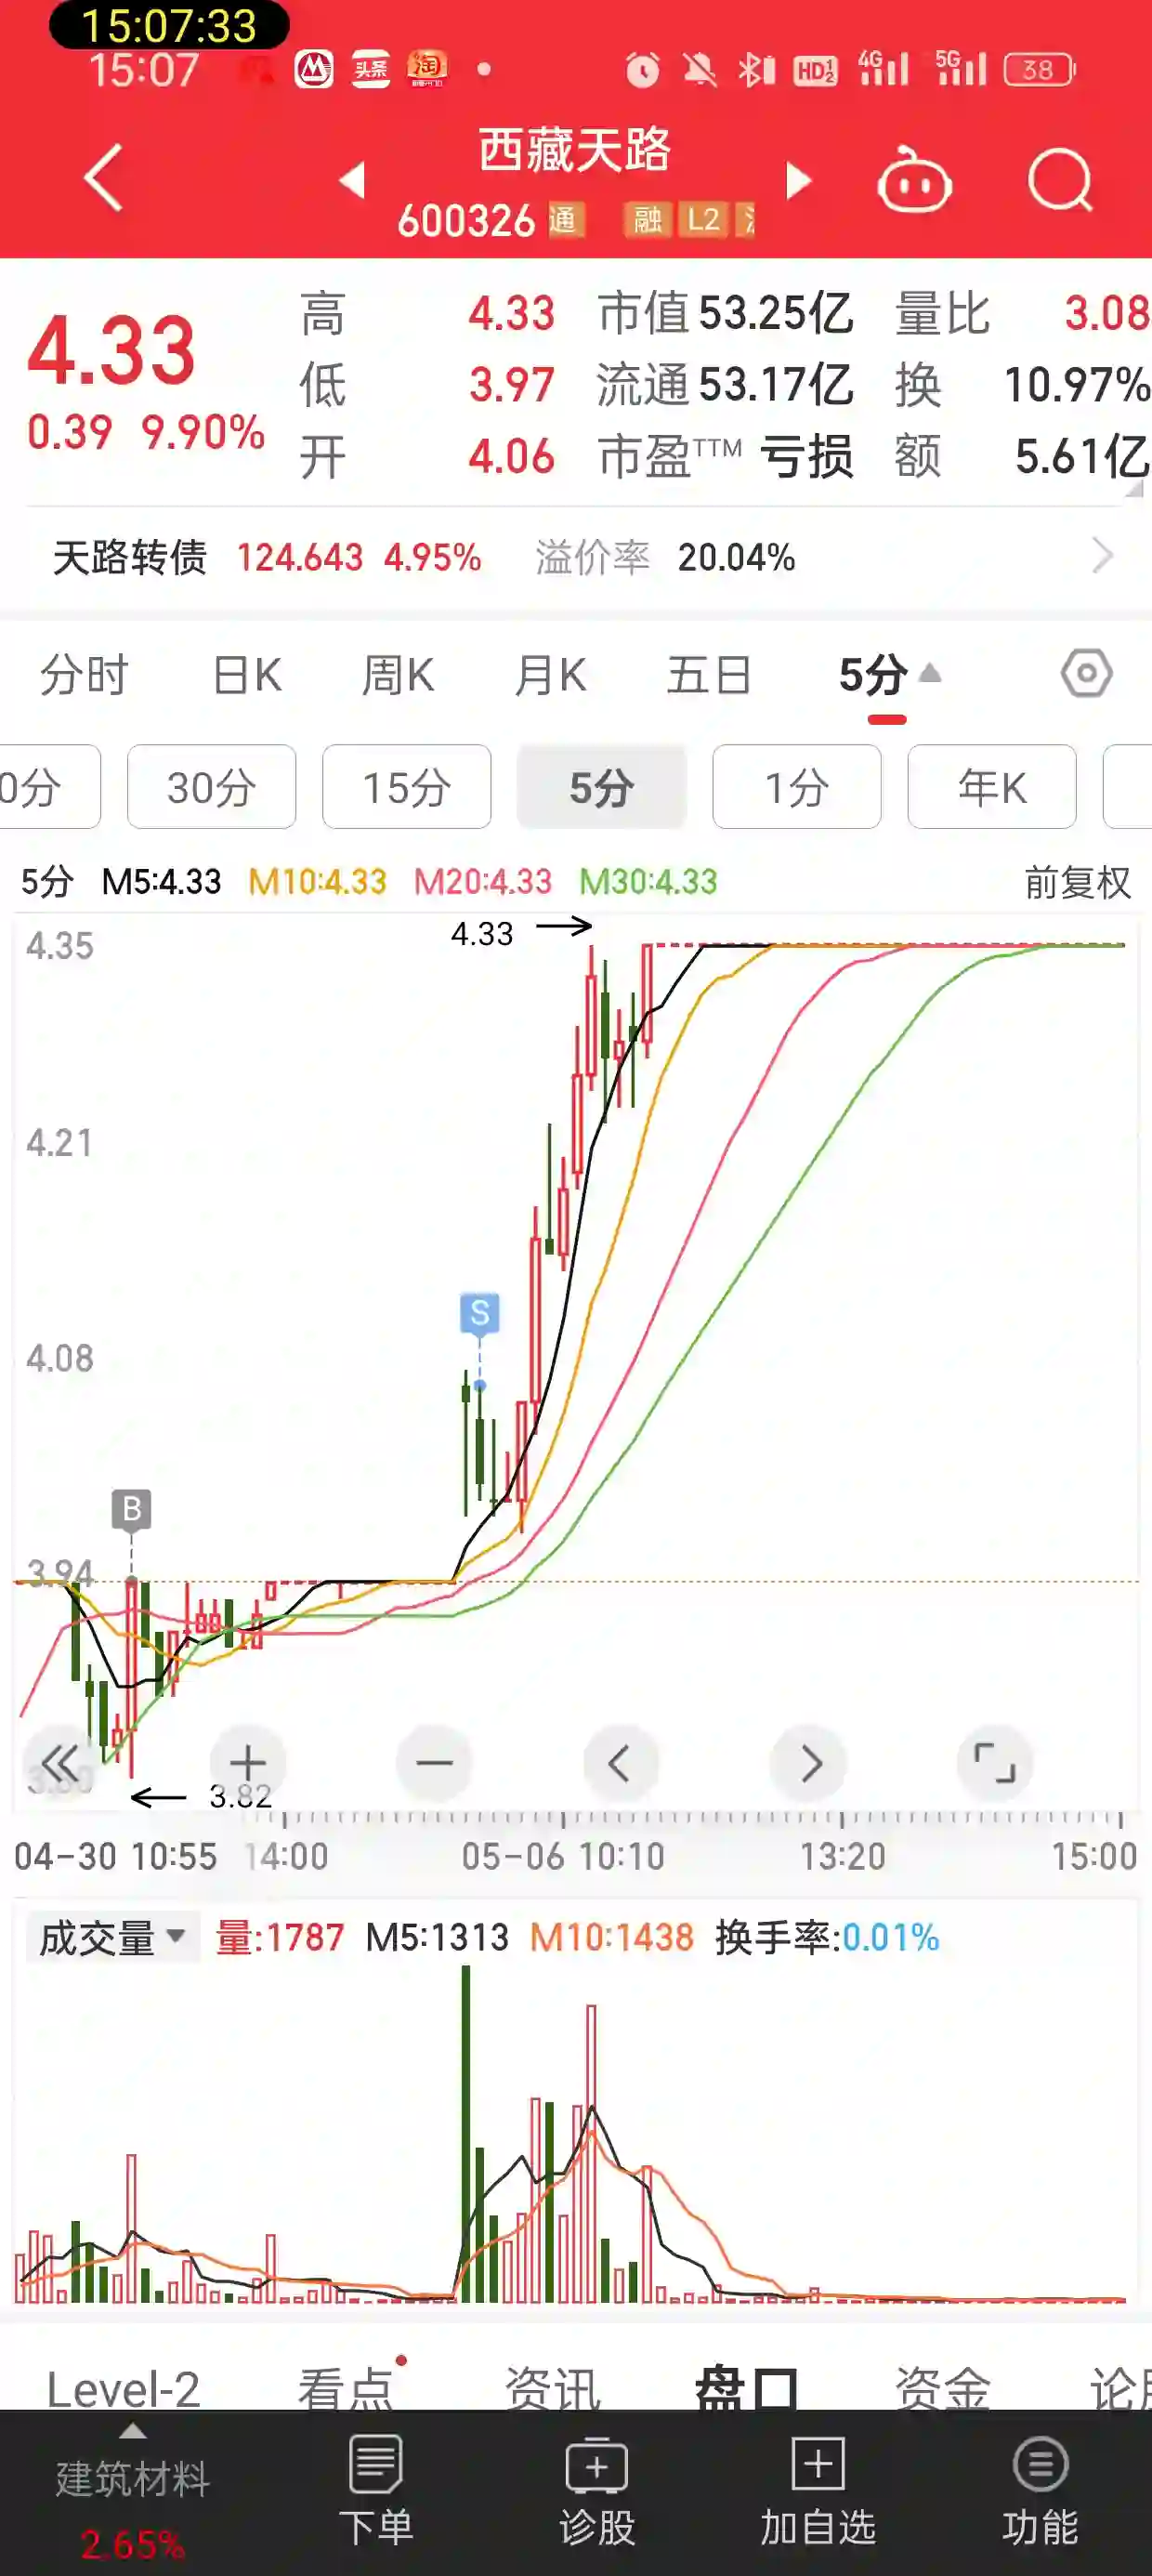 15:07:33
15:07 头条 淘 HD 1 2 4G 5G 38
西藏天路
600326 通 融 L2
4.33
0.39 9.90%
高 4.33 市值 53.25亿 量比 3.08
低 3.97 流通 53.17亿 换 10.97%
开 4.06 市盈TTM 亏损 额 5.61亿
天路转债 124.643 4.95% 溢价率 20.04%
分时 日K 周K 月K 五日 5分
0分 30分 15分 5分 1分 年K
5分 M5:4.33 M10:4.33 M20:4.33 M30:4.33 前复权
4.33
4.35
4.21
S
4.08
B
3.94
3.82
04-30 10:55 14:00 05-06 10:10 13:20 15:00
成交量 量:1787 M5:1313 M10:1438 换手率:0.01%
Level-2 看点 资讯 盘口 资金
建筑材料
2.65%
下单 诊股 加自选 功能